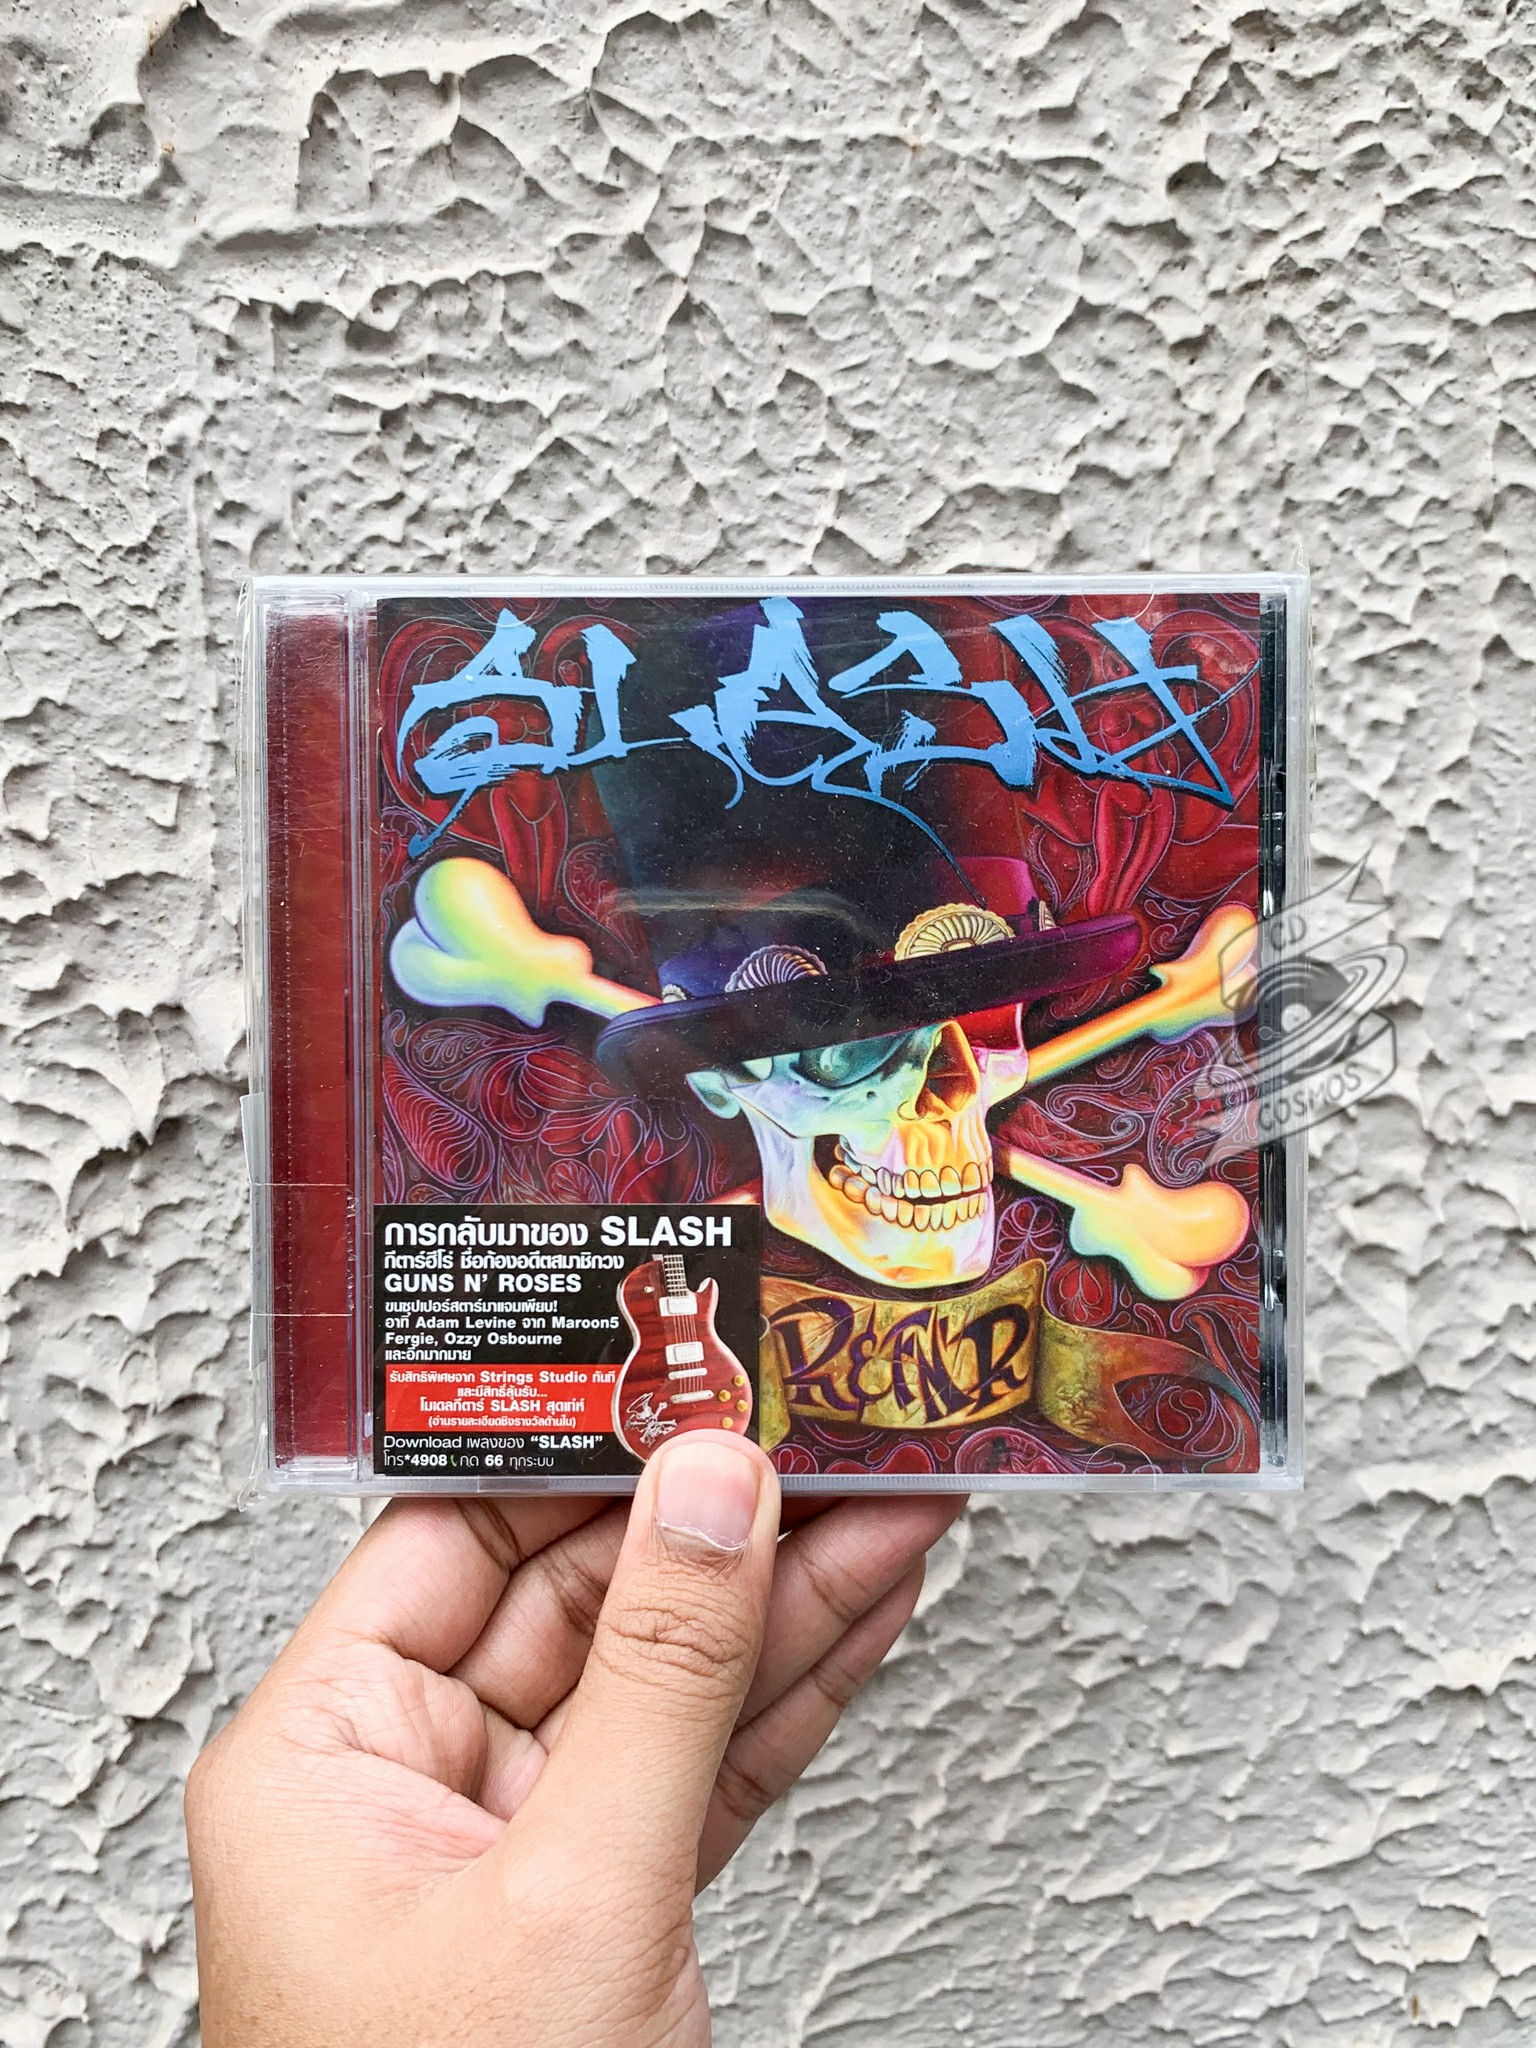 SLASH
CD
COSMOS
การกลับมาของ SLASH
กีตาร์ฮีโร่ ชื่อก้องอดีตสมาชิกวง
GUNS N' ROSES
ขนซุปเปอร์สตาร์มาแจมเพียบ!
อาทิ Adam Levine จาก Maroon5
Fergie, Ozzy Osbourne
และอีกมากมาย
รับสิทธิพิเศษจาก Strings Studio ทันที
และมีสิทธิ์ลุ้นรับ...
โมเดลกีตาร์ SLASH สุดเท่ห์
(อ่านรายละเอียดชิงรางวัลด้านใน)
Download เพลงของ “SLASH”
โทร*4908 กด 66 ทุกระบบ
R&FN'R